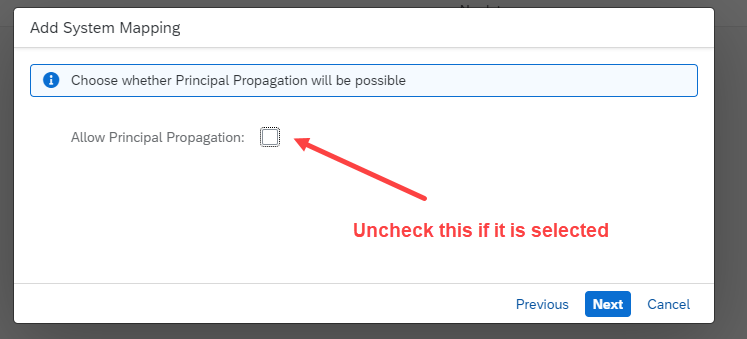 Add System Mapping
Choose whether Principal Propagation will be possible
Allow Principal Propagation:
Uncheck this if it is selected
Previous Next Cancel